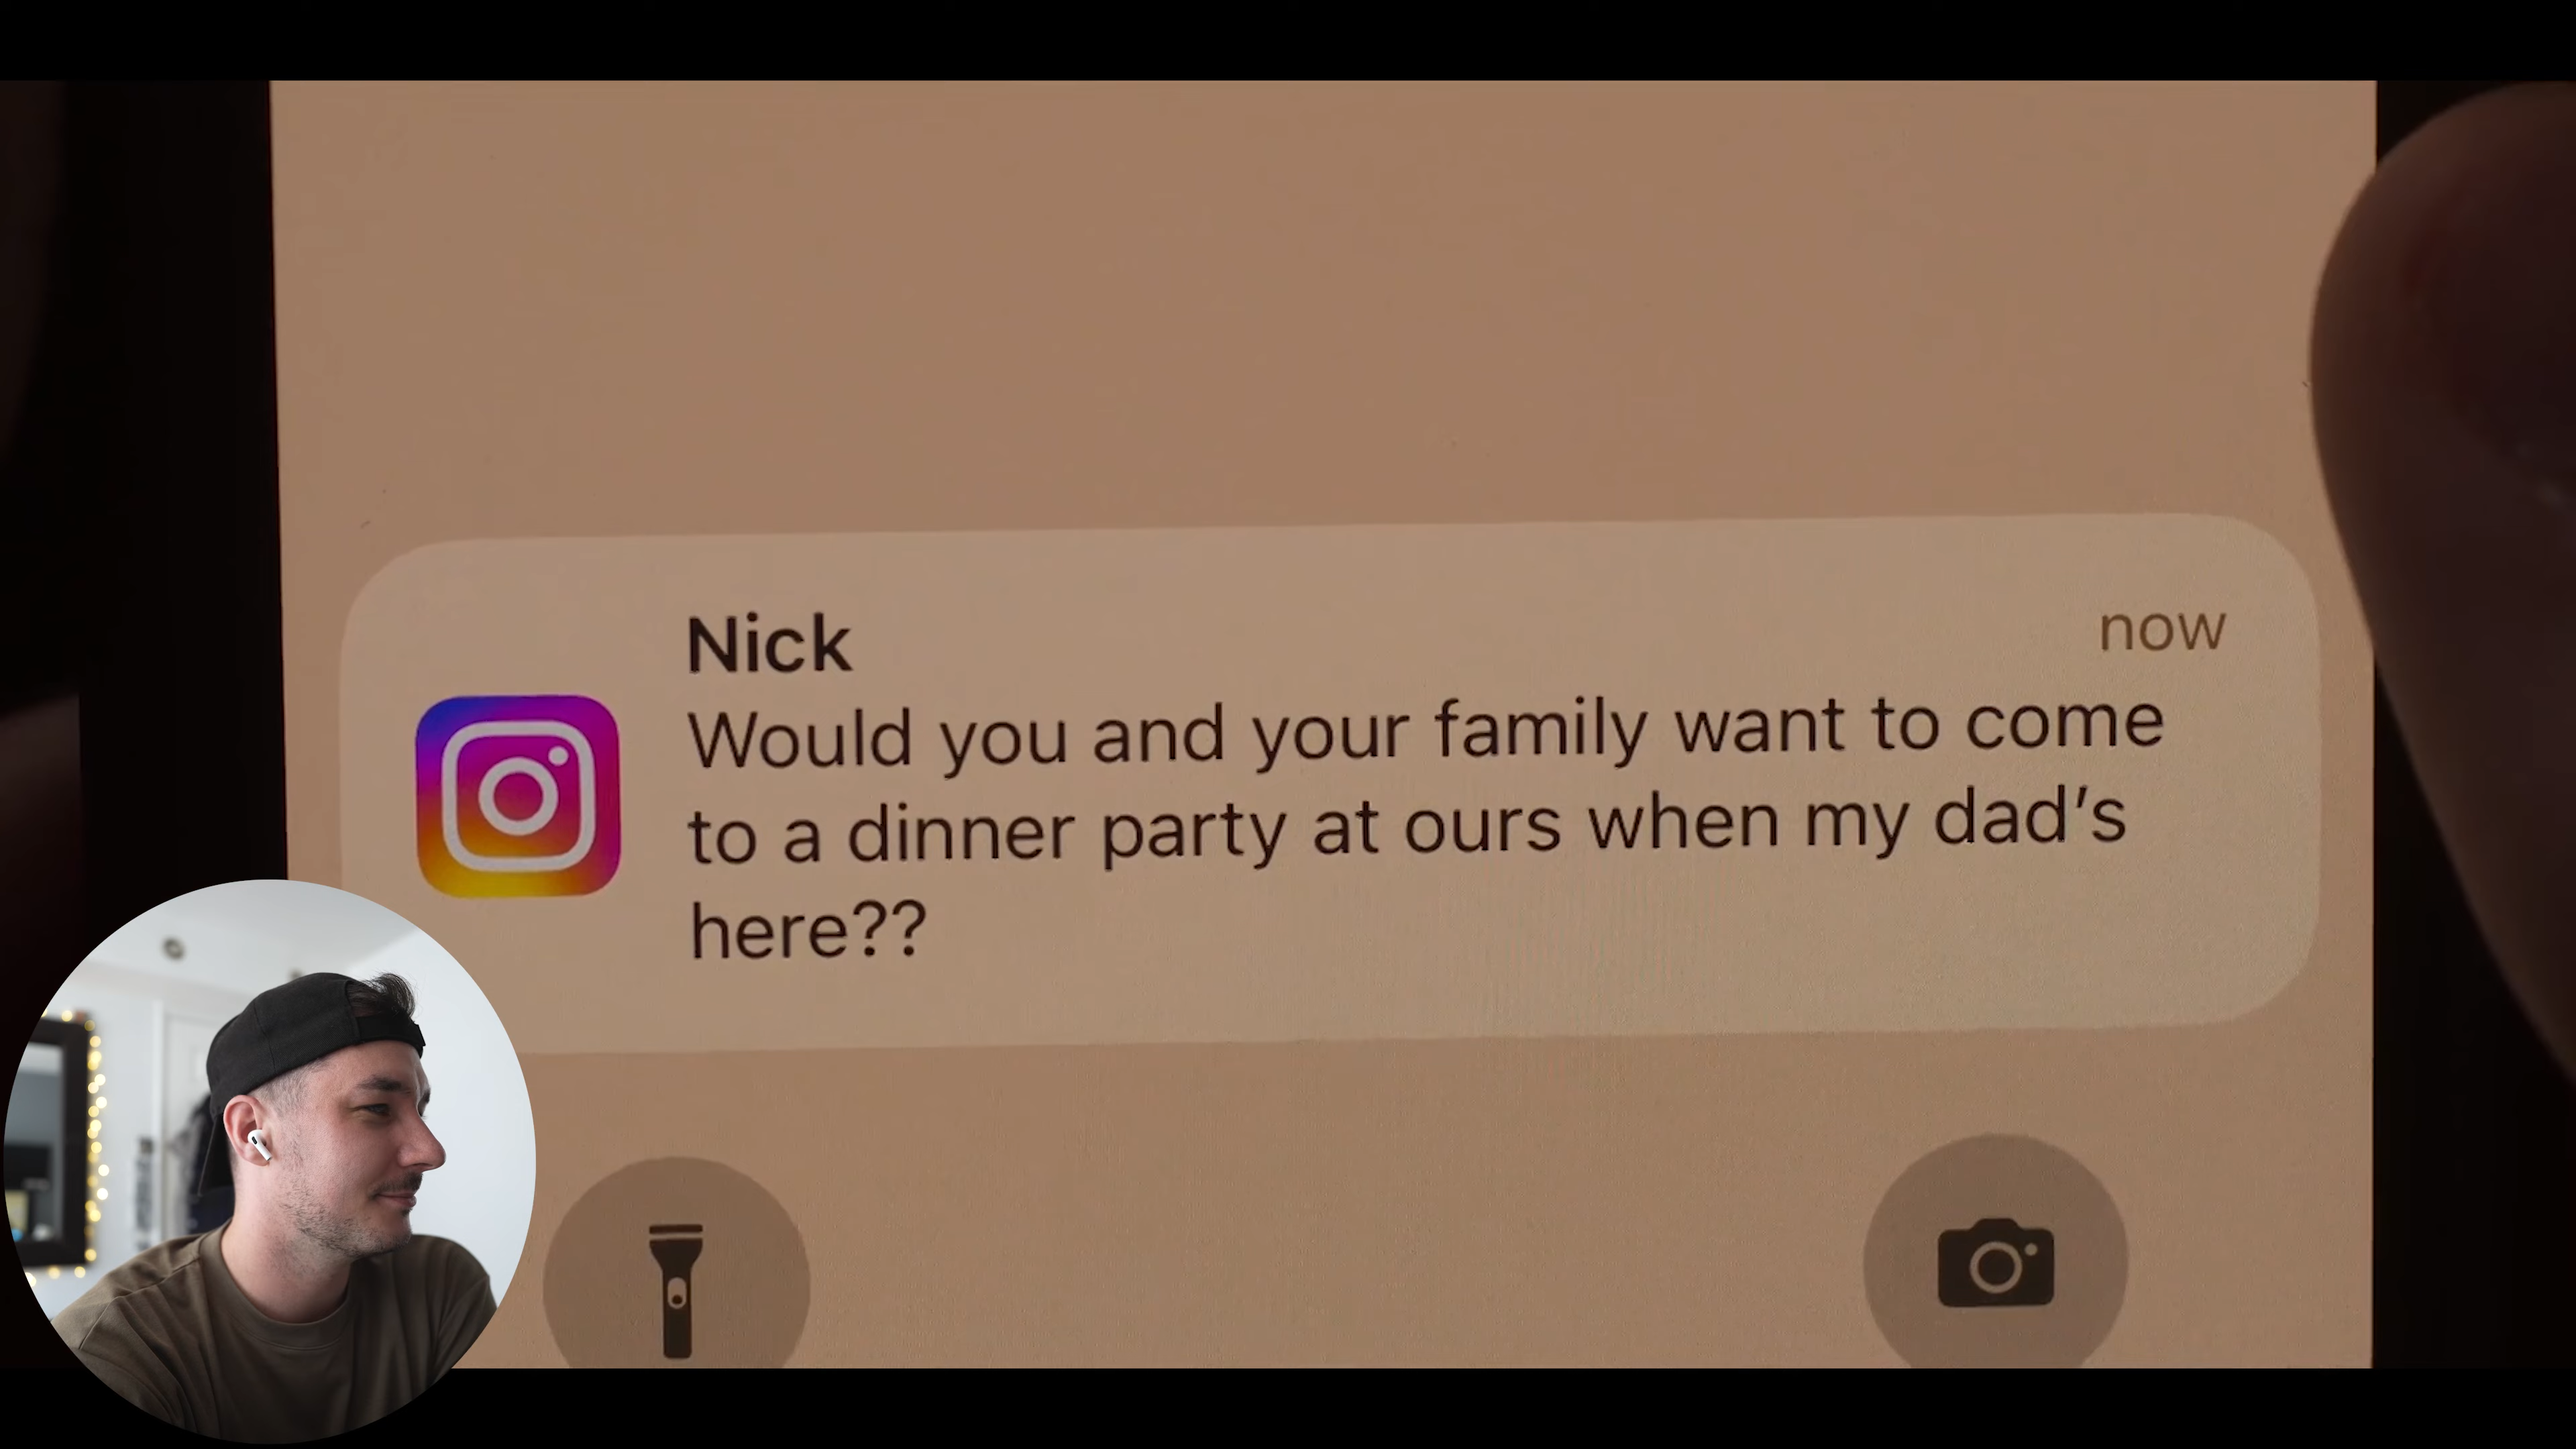 Nick
now
Would you and your family want to come
to a dinner party at ours when my dad's
here??